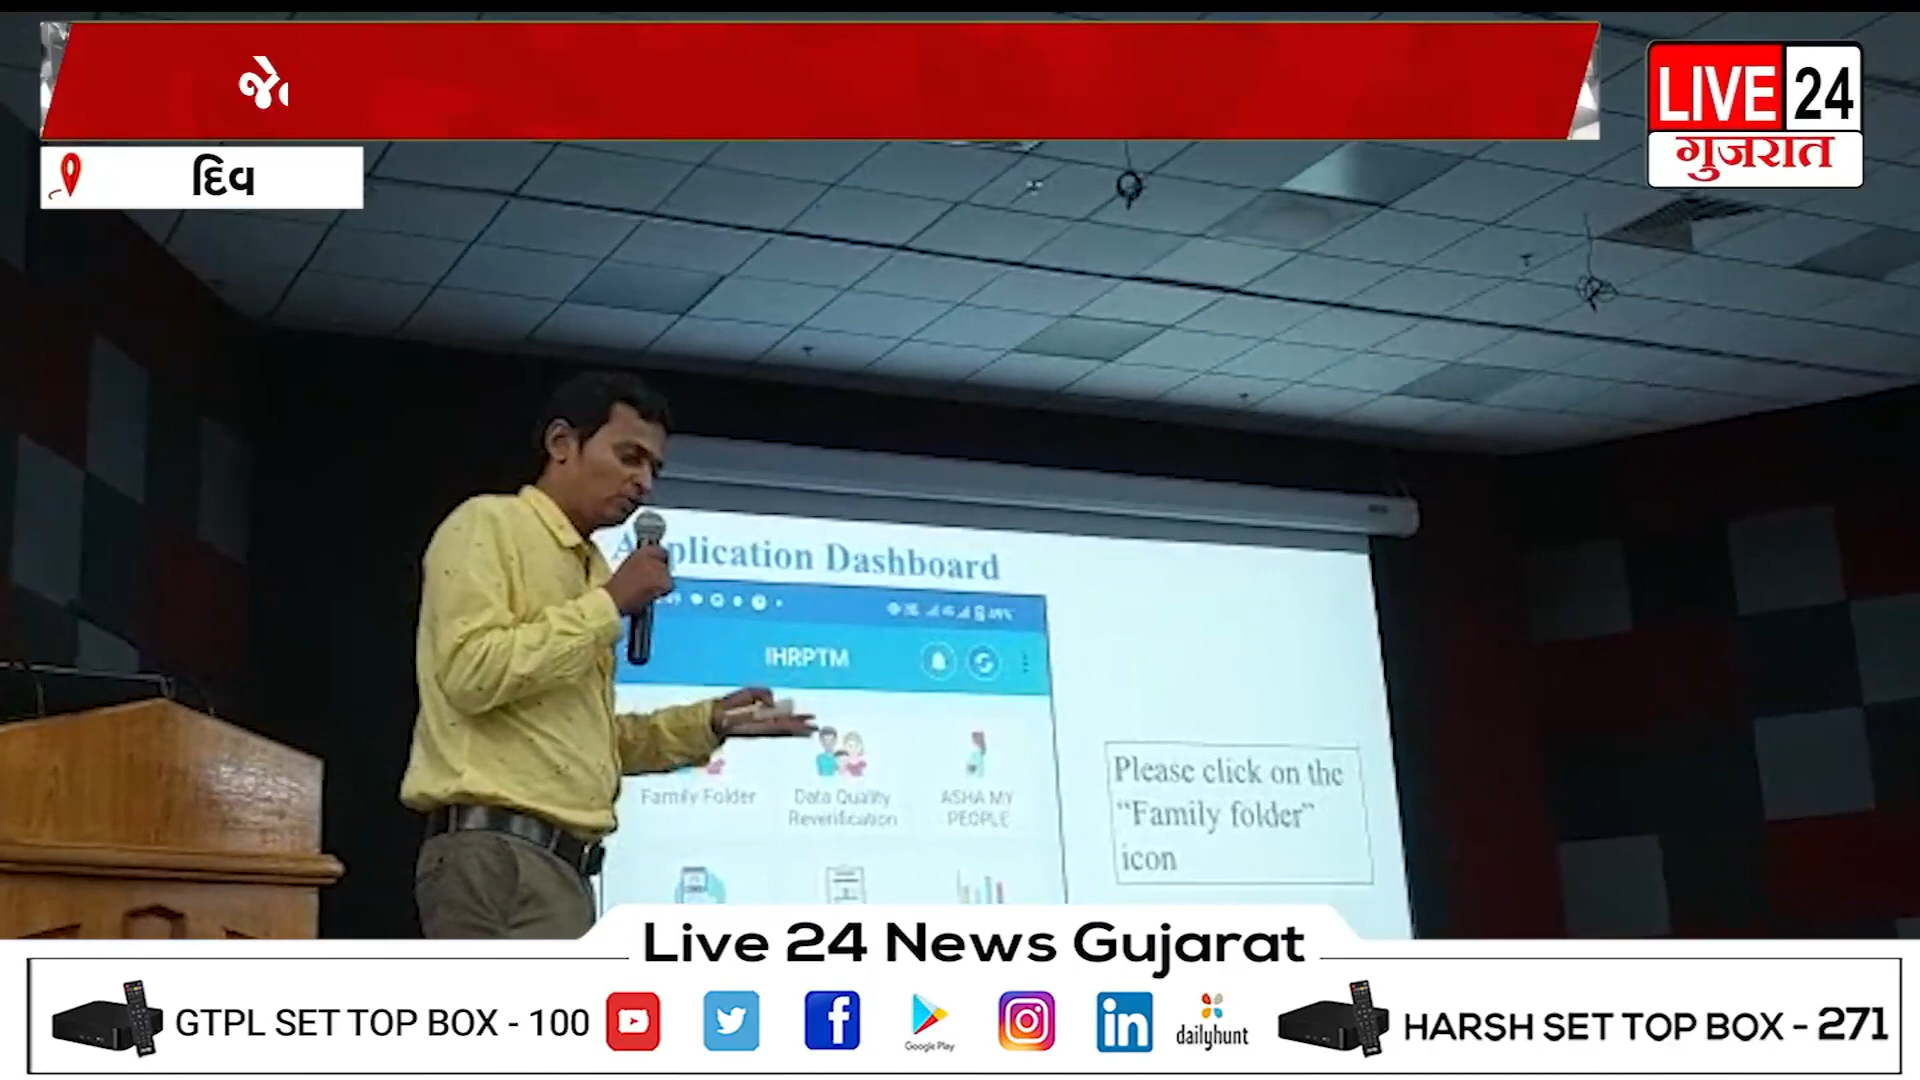 જે
દિવ
LIVE 24
गुजरात
Application Dashboard
IHRPTM
Family Folder
Data Quality
Reverification
ASHA MY
PEOPLE
Please click on the
“Family folder”
icon
Live 24 News Gujarat
GTPL SET TOP BOX - 100
Google Play
dailyhunt
HARSH SET TOP BOX - 271